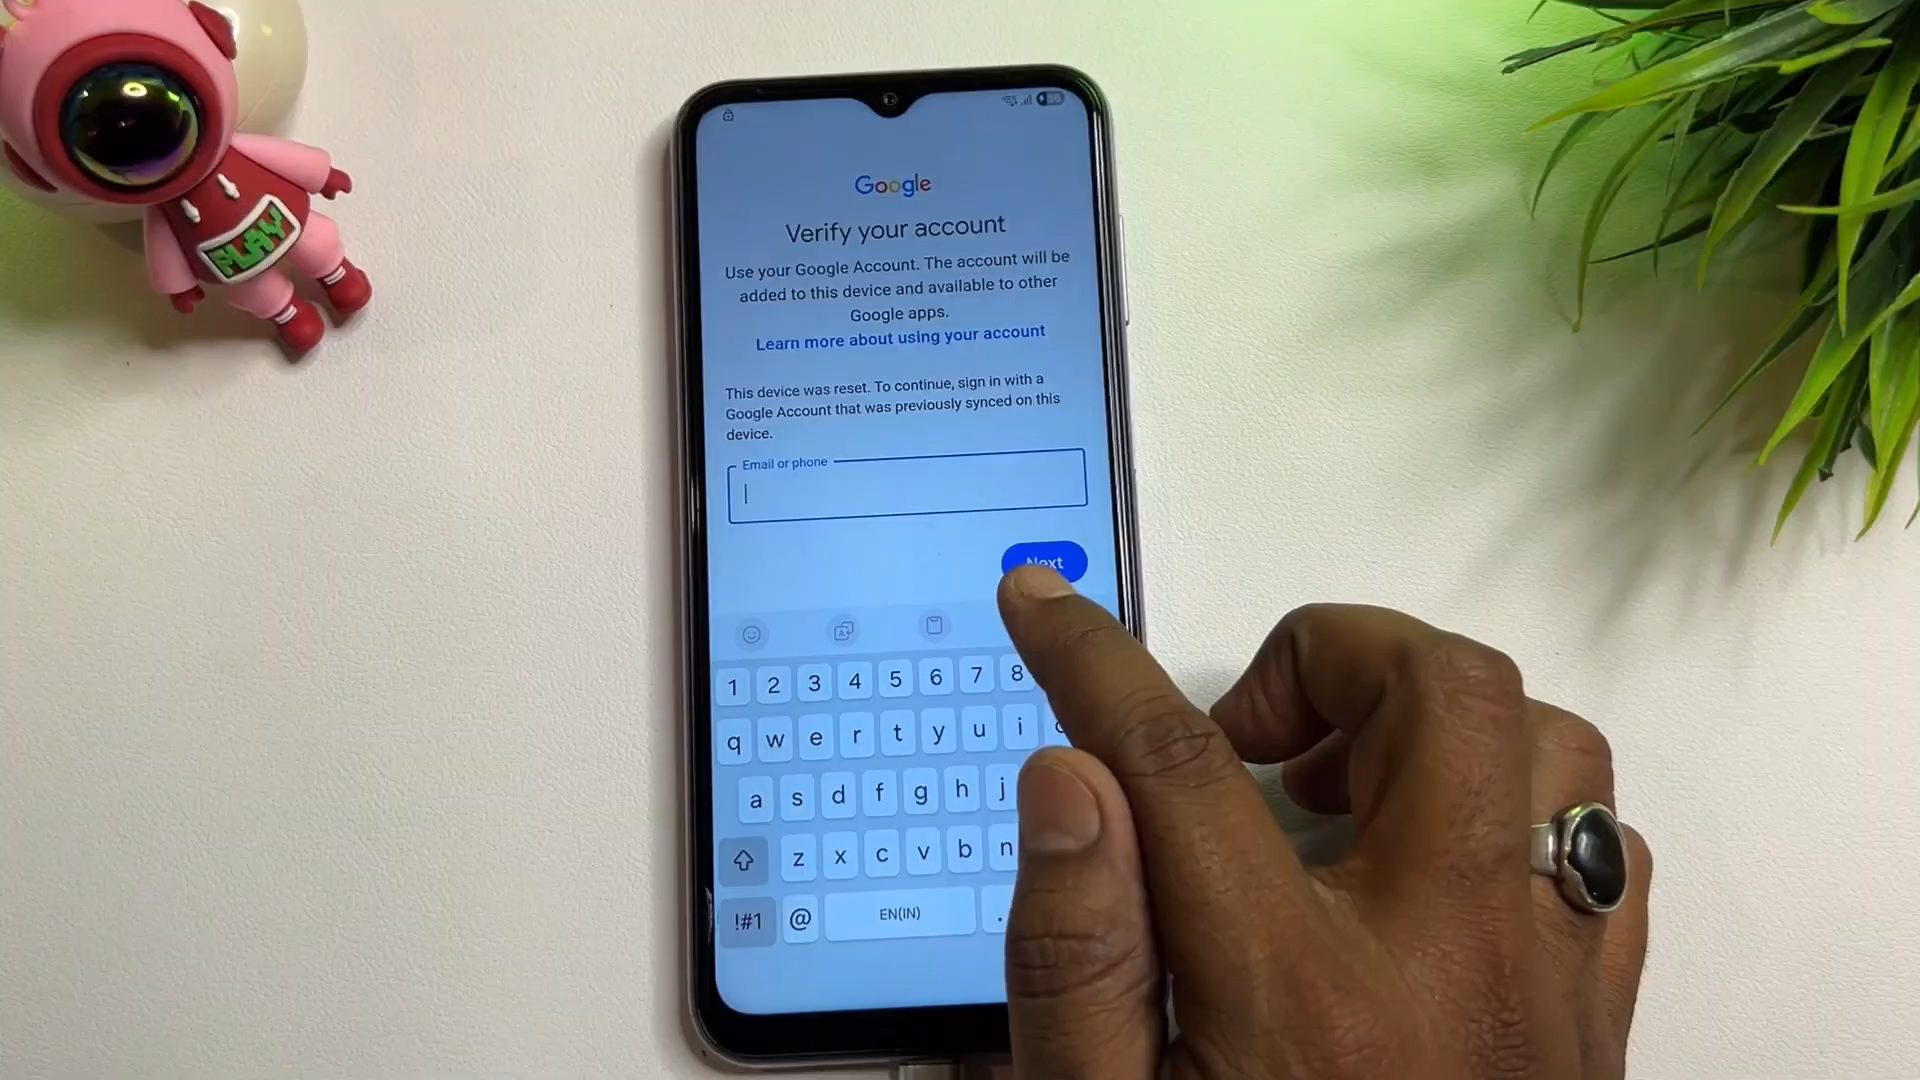 PLAY
Google
Verify your account
Use your Google Account. The account will be
added to this device and available to other
Google apps.
Learn more about using your account
This device was reset. To continue, sign in with a
Google Account that was previously synced on this
device.
Email or phone
Next
1 2 3 4 5 6 7 8
q w e r t y u i
a s d f g h j
z x c v b n
!#1 @ EN(IN) .